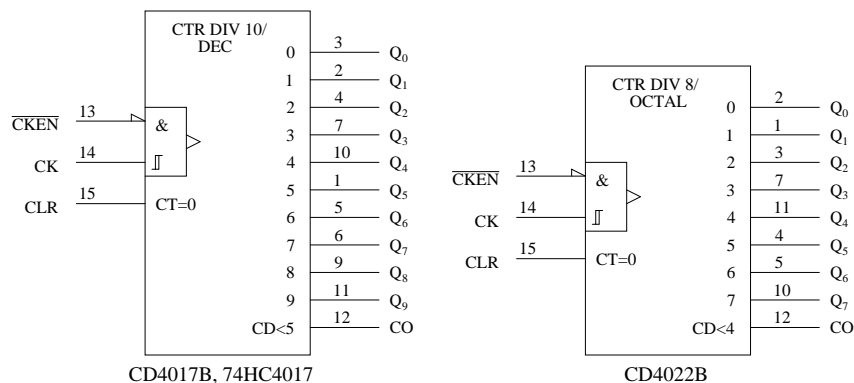 CTR DIV 10/
DEC
0 3 Q0
1 2 Q1
2 4 Q2
3 7 Q3
4 10 Q4
5 1 Q5
6 5 Q6
7 6 Q7
8 9 Q8
9 11 Q9
CD<5 12 CO
CKEN 13 &
CK 14
CLR 15 CT=0
CD4017B, 74HC4017
CTR DIV 8/
OCTAL
0 2 Q0
1 1 Q1
2 3 Q2
3 7 Q3
4 11 Q4
5 4 Q5
6 5 Q6
7 10 Q7
CD<4 12 CO
CKEN 13 &
CK 14
CLR 15 CT=0
CD4022B